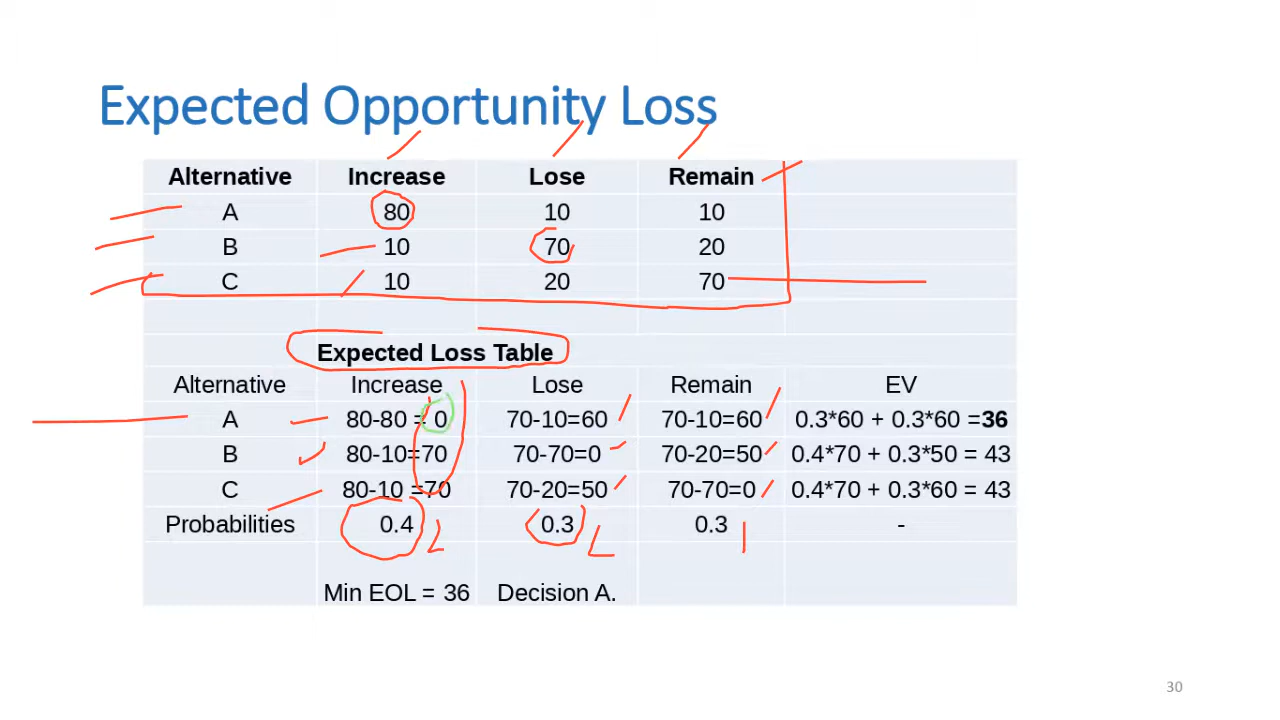 Expected Opportunity Loss
Alternative Increase Lose Remain
A 80 10 10
B 10 70 20
C 10 20 70
Expected Loss Table
Alternative Increase Lose Remain EV
A 80-80 = 0 70-10=60 70-10=60 0.3*60 + 0.3*60 =36
B 80-10=70 70-70=0 70-20=50 0.4*70 + 0.3*50 = 43
C 80-10 =70 70-20=50 70-70=0 0.4*70 + 0.3*60 = 43
Probabilities 0.4 0.3 0.3 -
Min EOL = 36 Decision A.
30